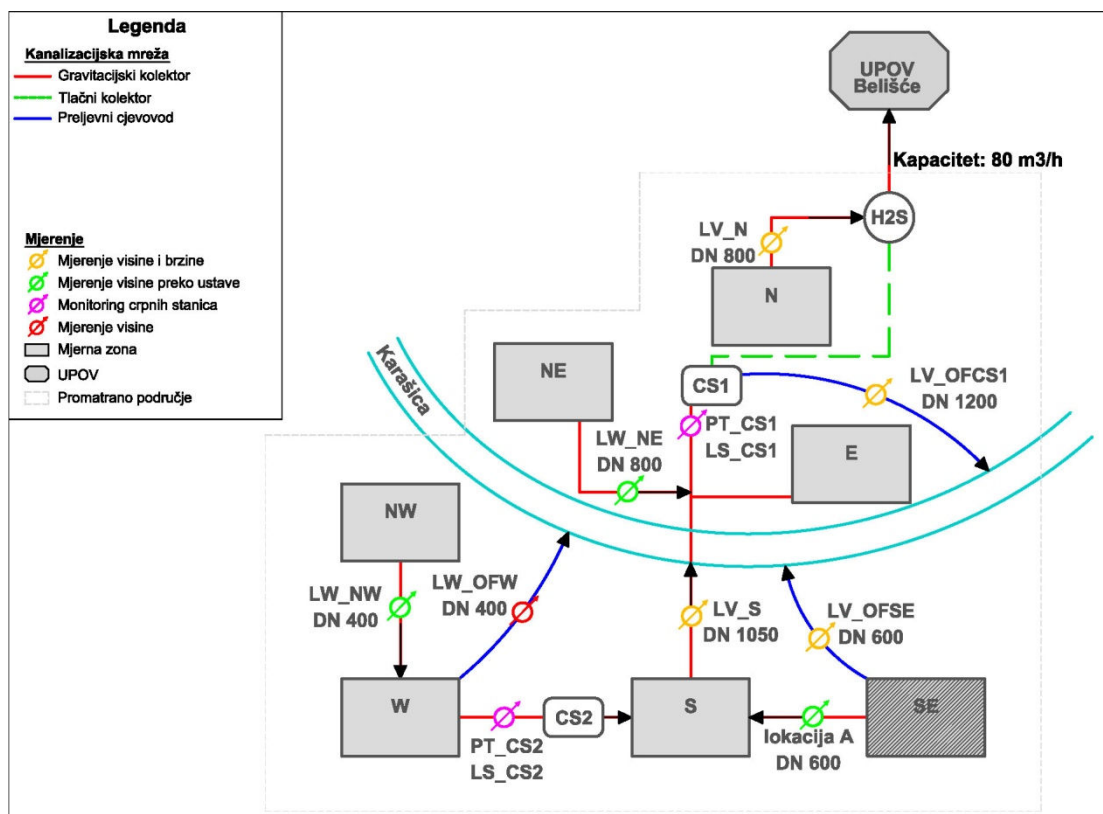 Legenda
Kanalizacijska mreža
Gravitacijski kolektor
Tlačni kolektor
Preljevni cjevovod
Mjerenje
Mjerenje visine i brzine
Mjerenje visine preko ustave
Monitoring crpnih stanica
Mjerenje visine
Mjerna zona
UPOV
Promatrano područje
UPOV
Belišće
Kapacitet: 80 m3/h
H2S
LV_N
DN 800
N
Karašica
NE
CS1
LV_OFCS1
DN 1200
PT_CS1
LS_CS1
LW_NE
DN 800
E
NW
LW_NW
DN 400
LW_OFW
DN 400
LV_S
DN 1050
LV_OFSE
DN 600
W
CS2
S
SE
PT_CS2
LS_CS2
lokacija A
DN 600